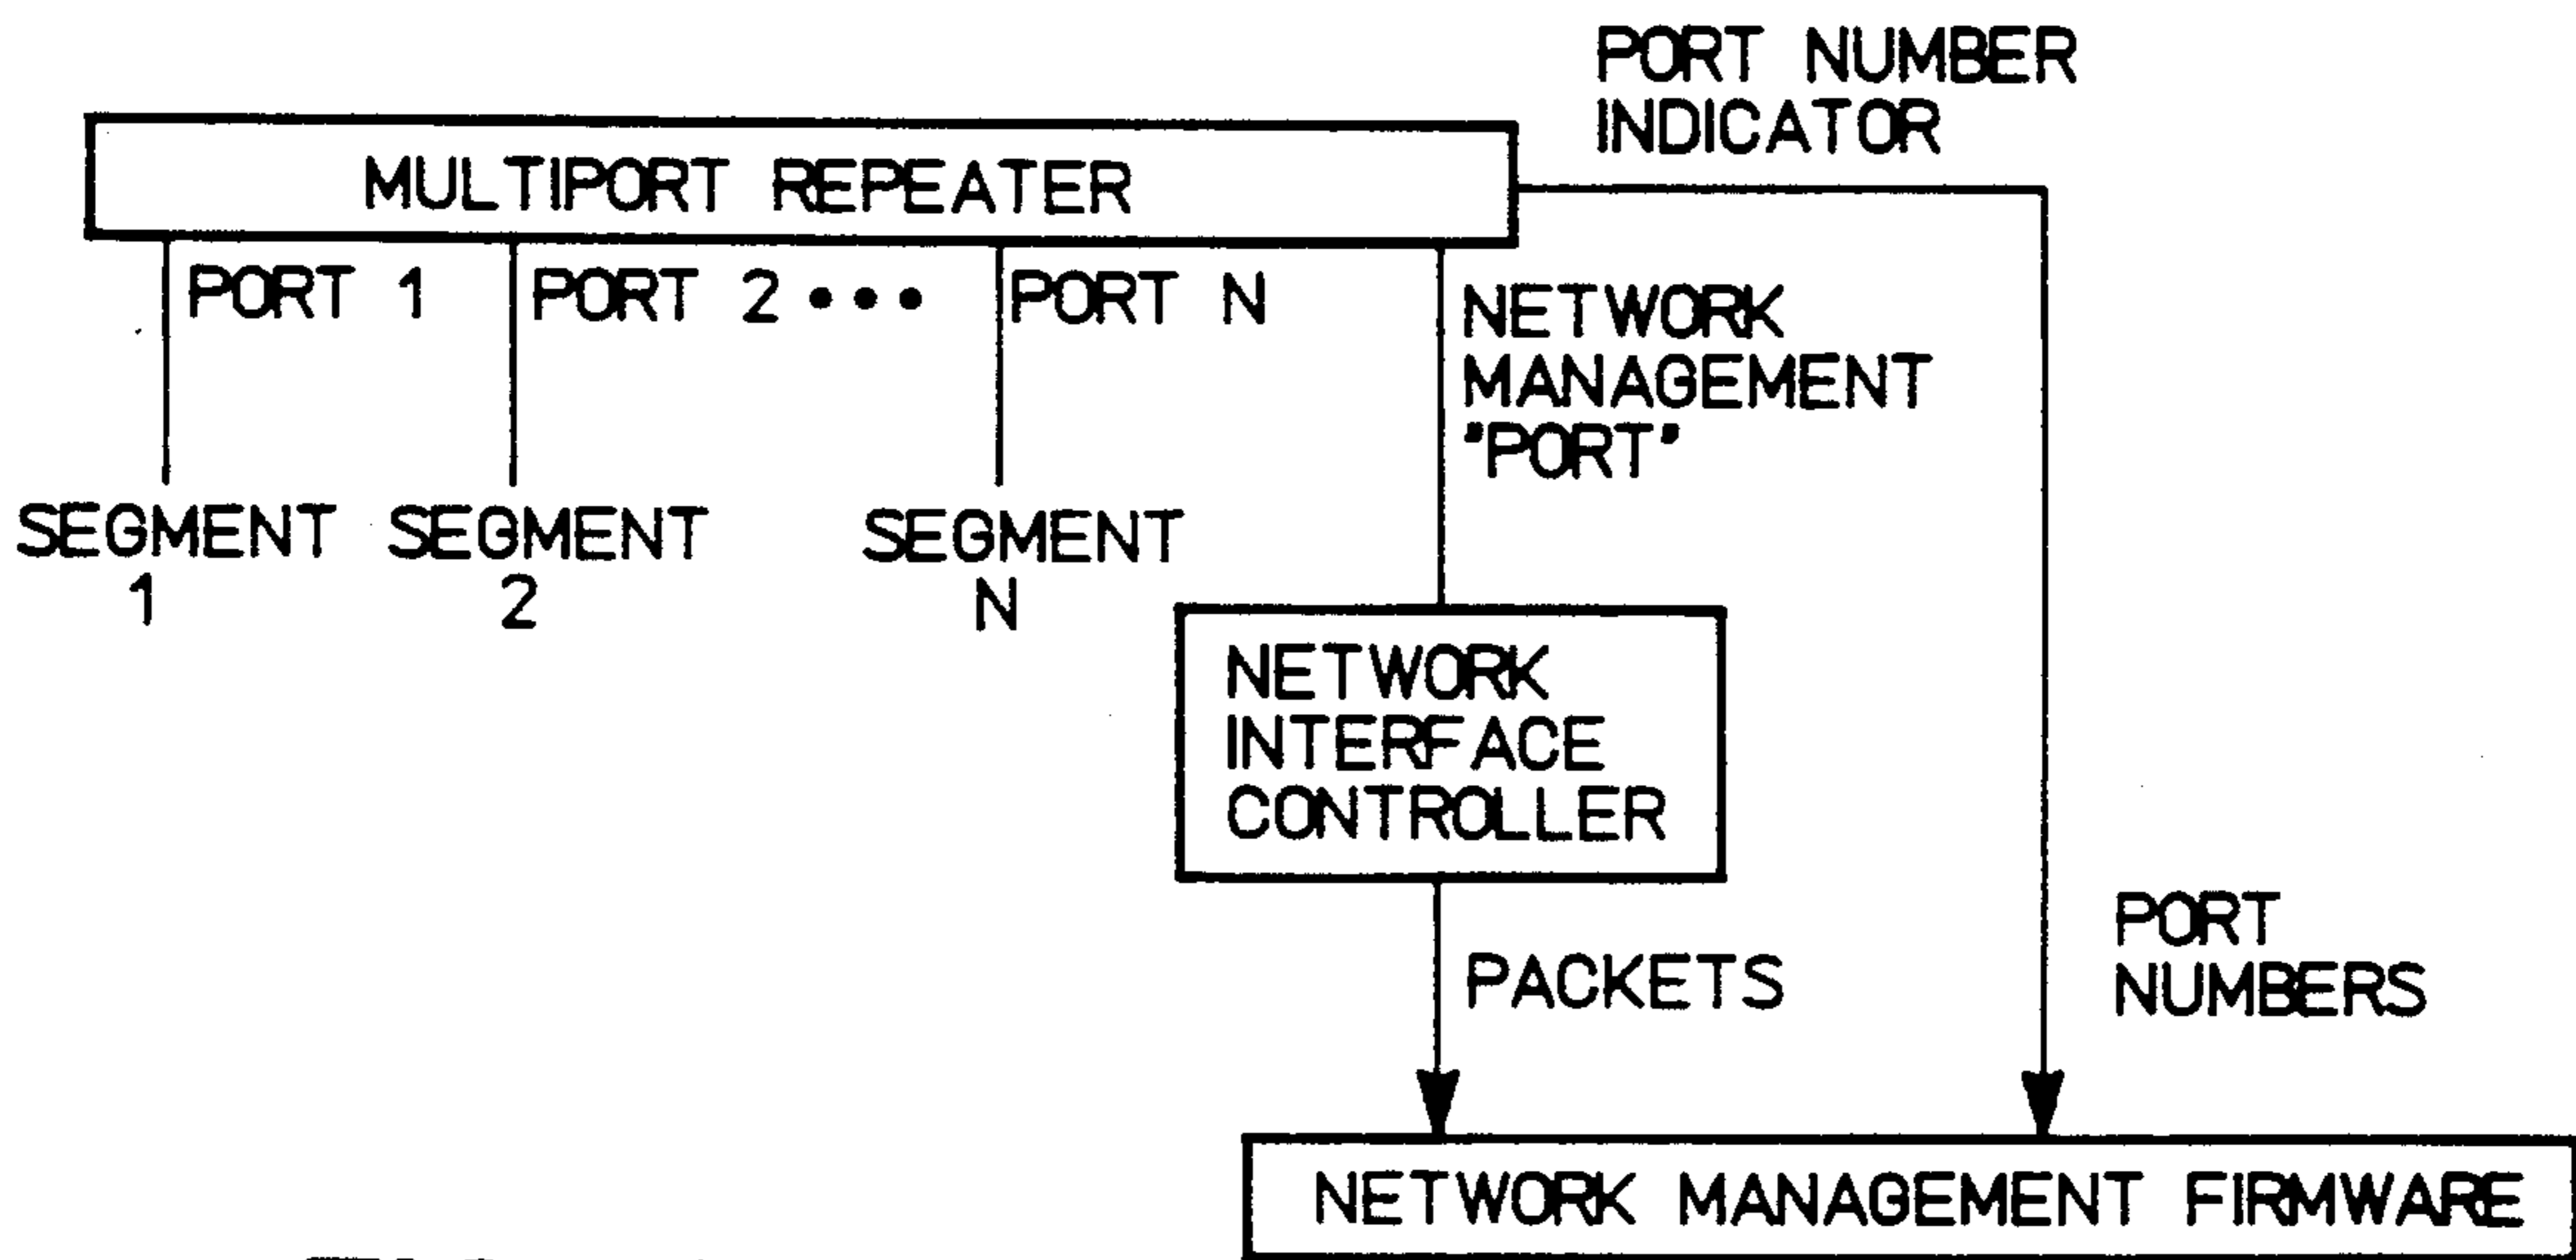 PORT NUMBER
INDICATOR
MULTIPORT REPEATER
PORT 1
PORT 2 •••
PORT N
NETWORK
MANAGEMENT
"PORT"
SEGMENT
1
SEGMENT
2
SEGMENT
N
NETWORK
INTERFACE
CONTROLLER
PACKETS
PORT
NUMBERS
NETWORK MANAGEMENT FIRMWARE